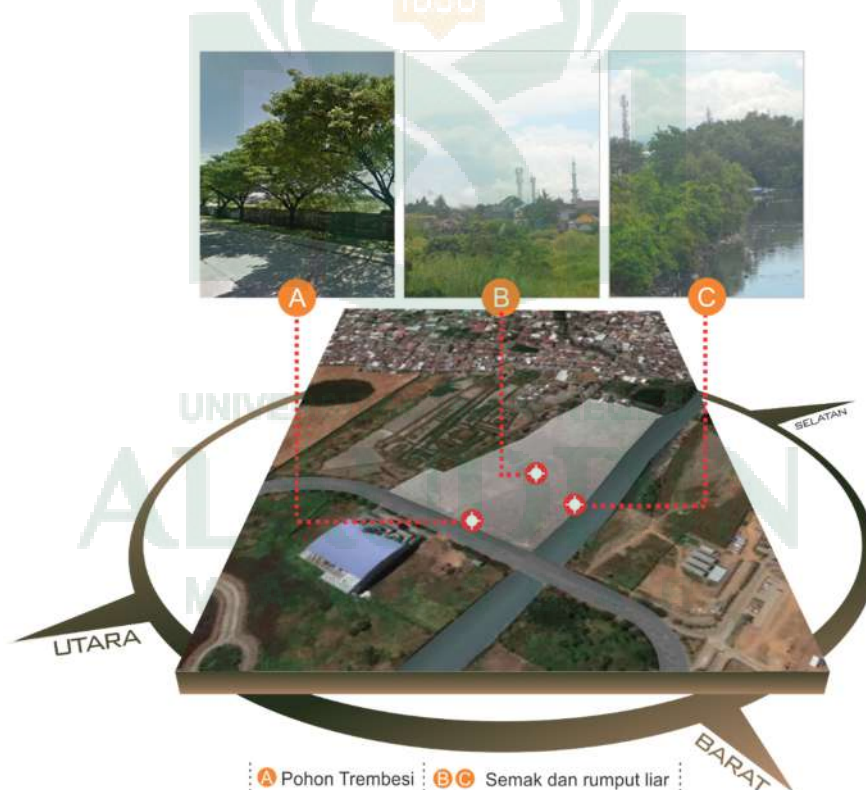 A B C
SELATAN
UTARA
BARAT
A Pohon Trembesi B C Semak dan rumput liar